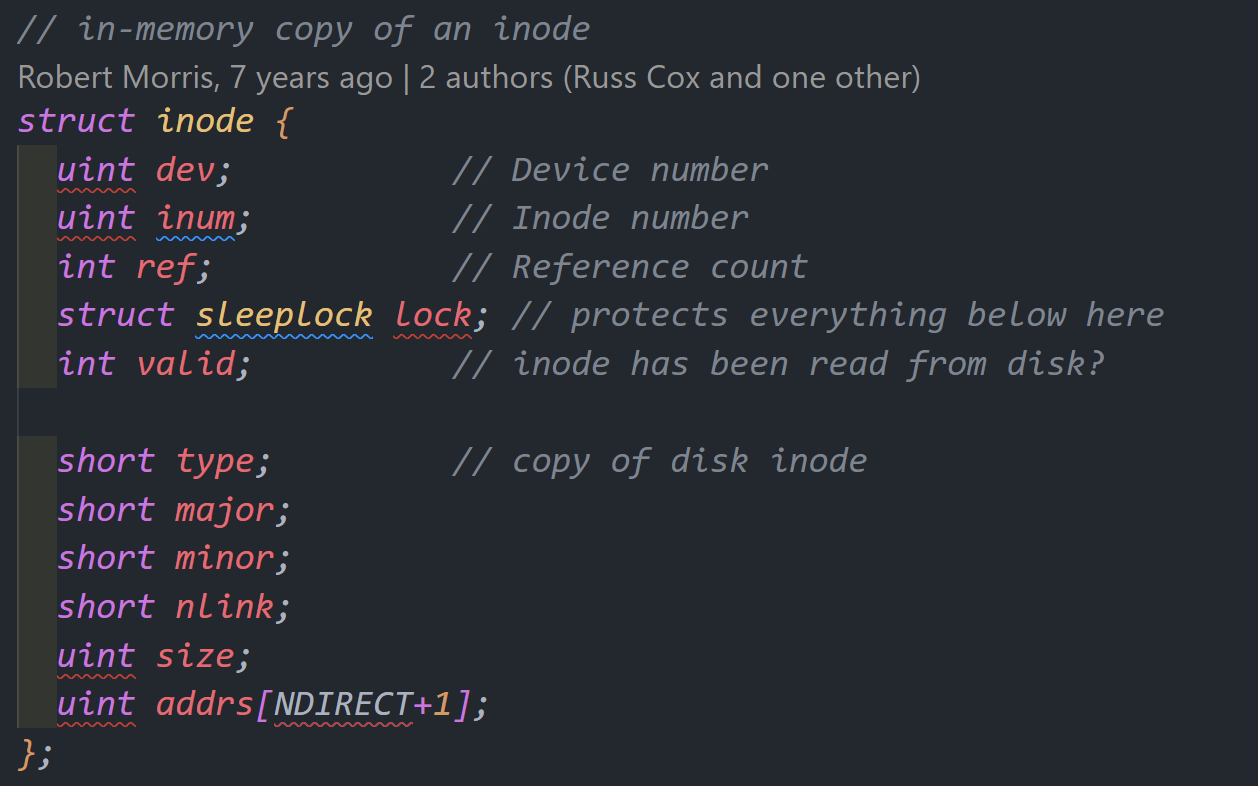 // in-memory copy of an inode
Robert Morris, 7 years ago | 2 authors (Russ Cox and one other)
struct inode {
  uint dev;           // Device number
  uint inum;          // Inode number
  int ref;            // Reference count
  struct sleeplock lock; // protects everything below here
  int valid;          // inode has been read from disk?

  short type;         // copy of disk inode
  short major;
  short minor;
  short nlink;
  uint size;
  uint addrs[NDIRECT+1];
};